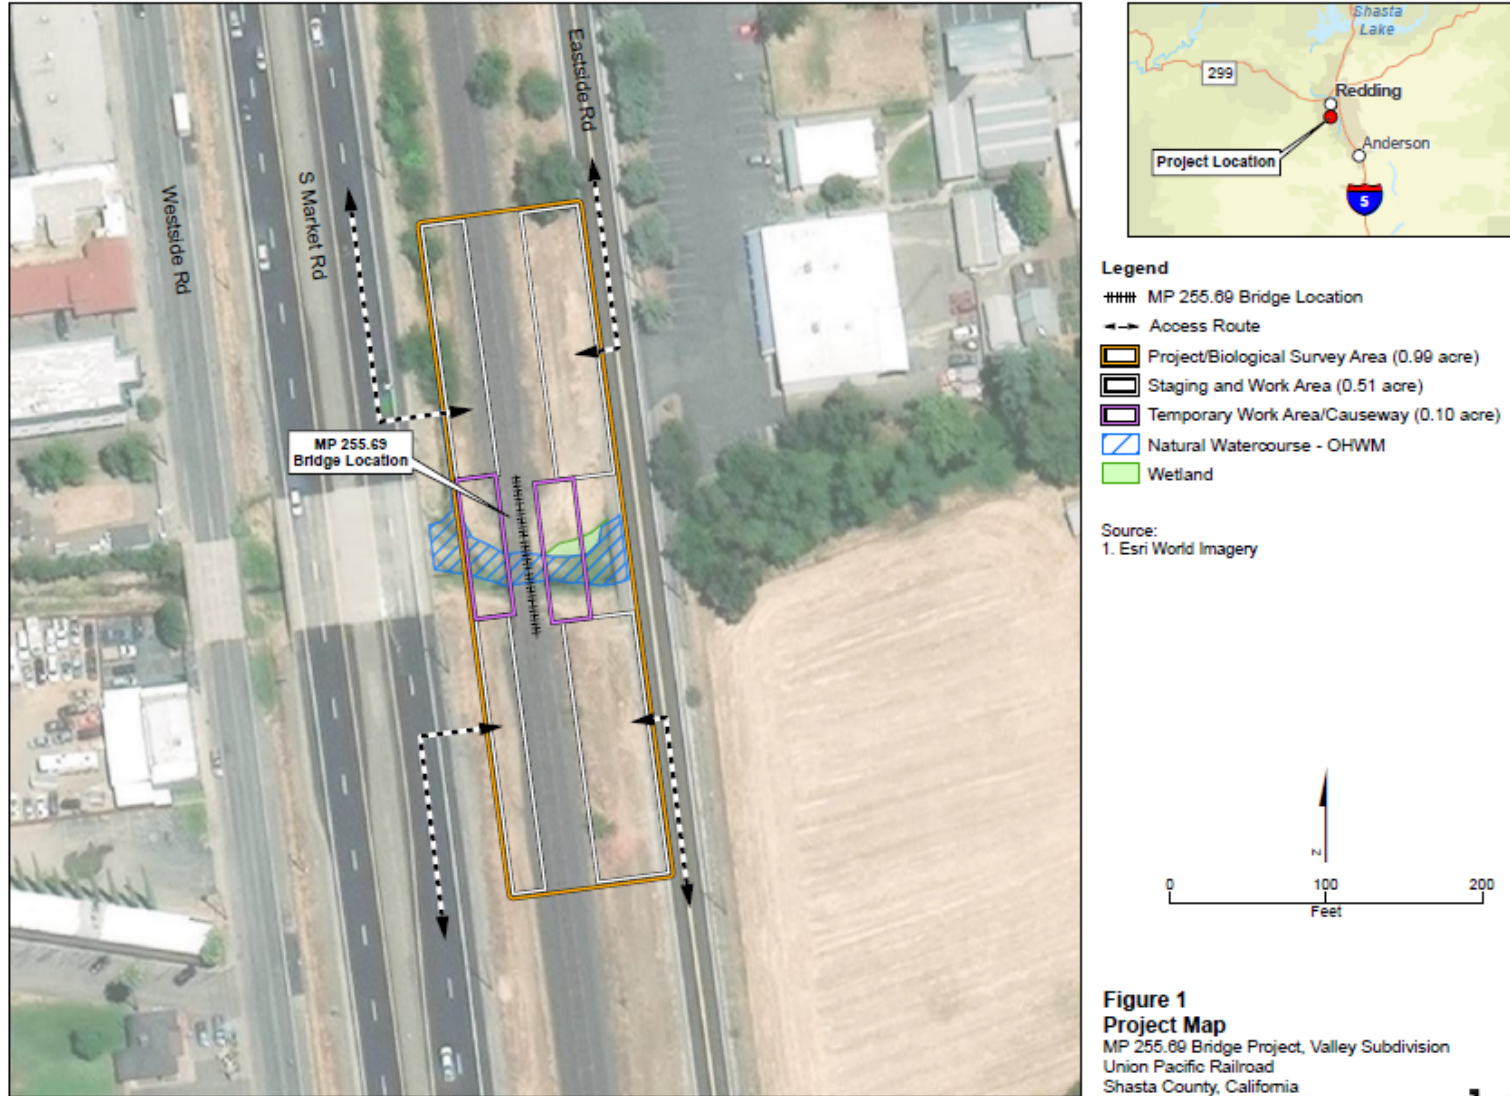 Eastside Rd
Westside Rd
S Market Rd
MP 255.69
Bridge Location
Shasta
Lake
299
Redding
Anderson
Project Location
5
Legend
MP 255.69 Bridge Location
Access Route
Project/Biological Survey Area (0.99 acre)
Staging and Work Area (0.51 acre)
Temporary Work Area/Causeway (0.10 acre)
Natural Watercourse - OHWM
Wetland
Source:
1. Esri World Imagery
N
0 100 200
Feet
Figure 1
Project Map
MP 255.69 Bridge Project, Valley Subdivision
Union Pacific Railroad
Shasta County, California